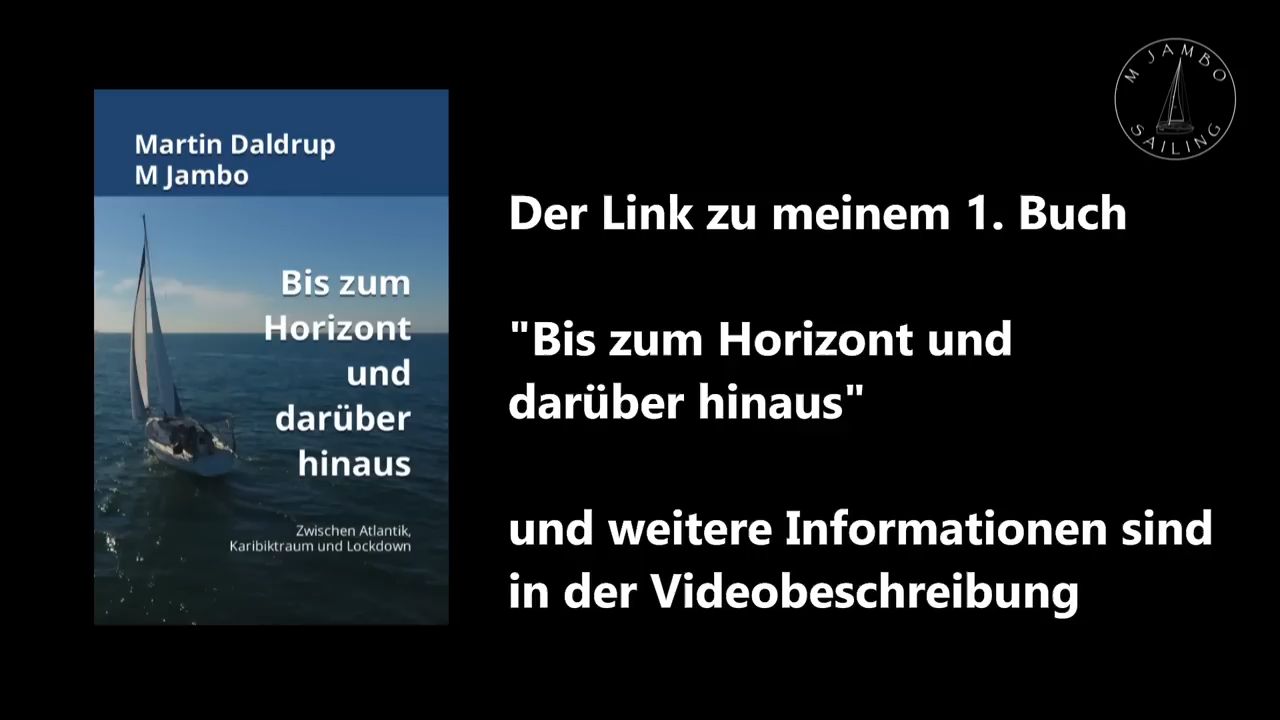 Martin Daldrup
M Jambo
Bis zum
Horizont
und
darüber
hinaus
Zwischen Atlantik,
Karibiktraum und Lockdown
M JAMBO
SAILING
Der Link zu meinem 1. Buch
"Bis zum Horizont und
darüber hinaus"
und weitere Informationen sind
in der Videobeschreibung